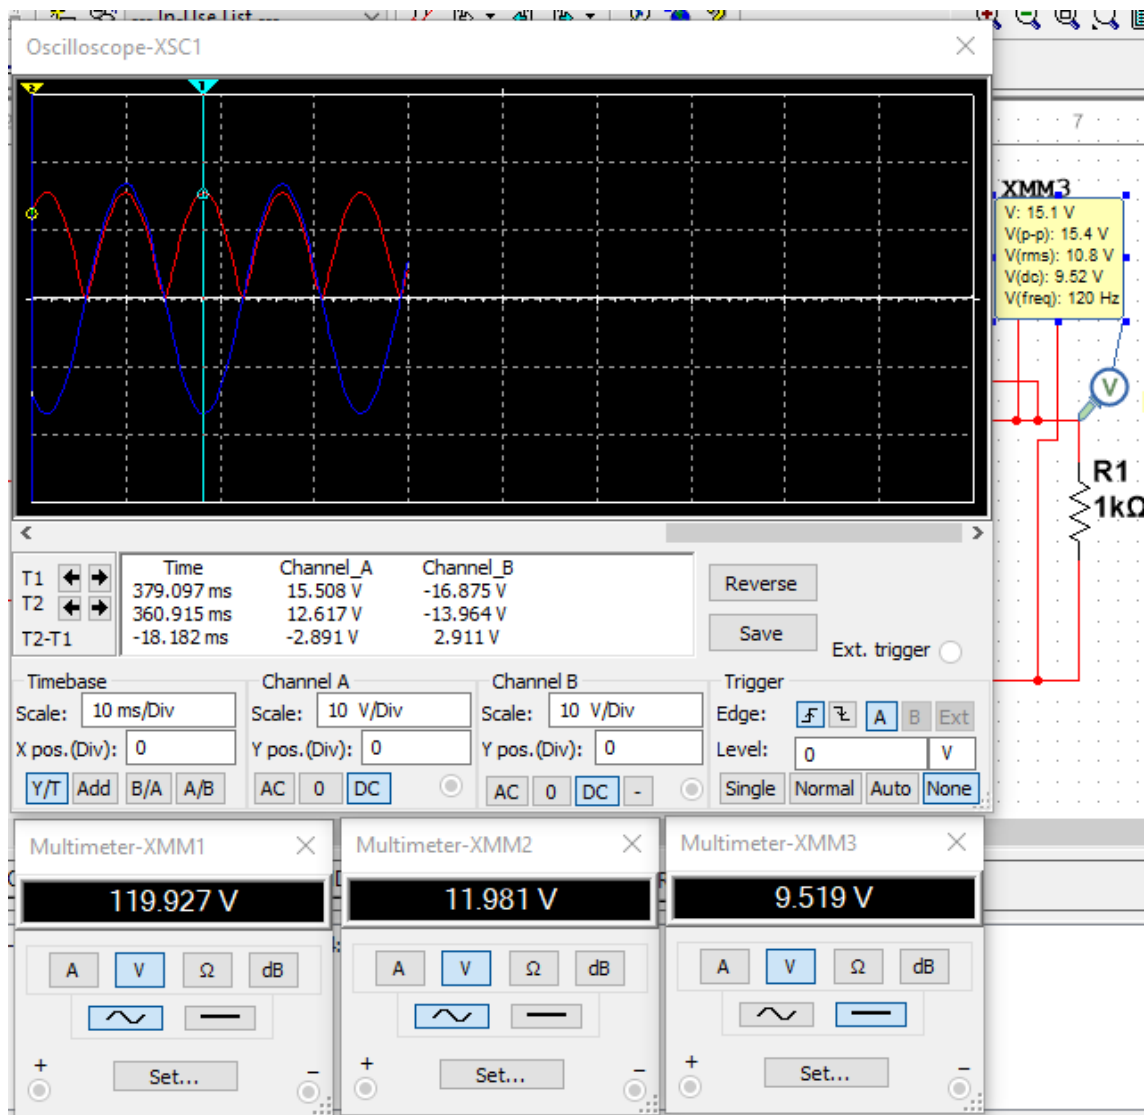 --- In-Use List ---
Oscilloscope-XSC1
2
1
7
XMM3
V: 15.1 V
V(p-p): 15.4 V
V(rms): 10.8 V
V(dc): 9.52 V
V(freq): 120 Hz
V
R1
1kΩ
Time Channel_A Channel_B
T1 379.097 ms 15.508 V -16.875 V
T2 360.915 ms 12.617 V -13.964 V
T2-T1 -18.182 ms -2.891 V 2.911 V
Reverse
Save
Ext. trigger
Timebase
Scale: 10 ms/Div
X pos.(Div): 0
Y/T Add B/A A/B
Channel A
Scale: 10 V/Div
Y pos.(Div): 0
AC 0 DC
Channel B
Scale: 10 V/Div
Y pos.(Div): 0
AC 0 DC -
Trigger
Edge: A B Ext
Level: 0 V
Single Normal Auto None
Multimeter-XMM1
119.927 V
A V Ω dB
+ Set... -
Multimeter-XMM2
11.981 V
A V Ω dB
+ Set... -
Multimeter-XMM3
9.519 V
A V Ω dB
+ Set... -